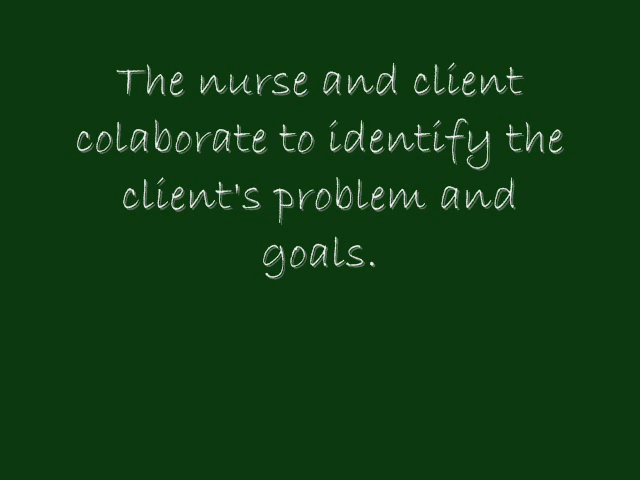 The nurse and client
colaborate to identify the
client's problem and
goals.